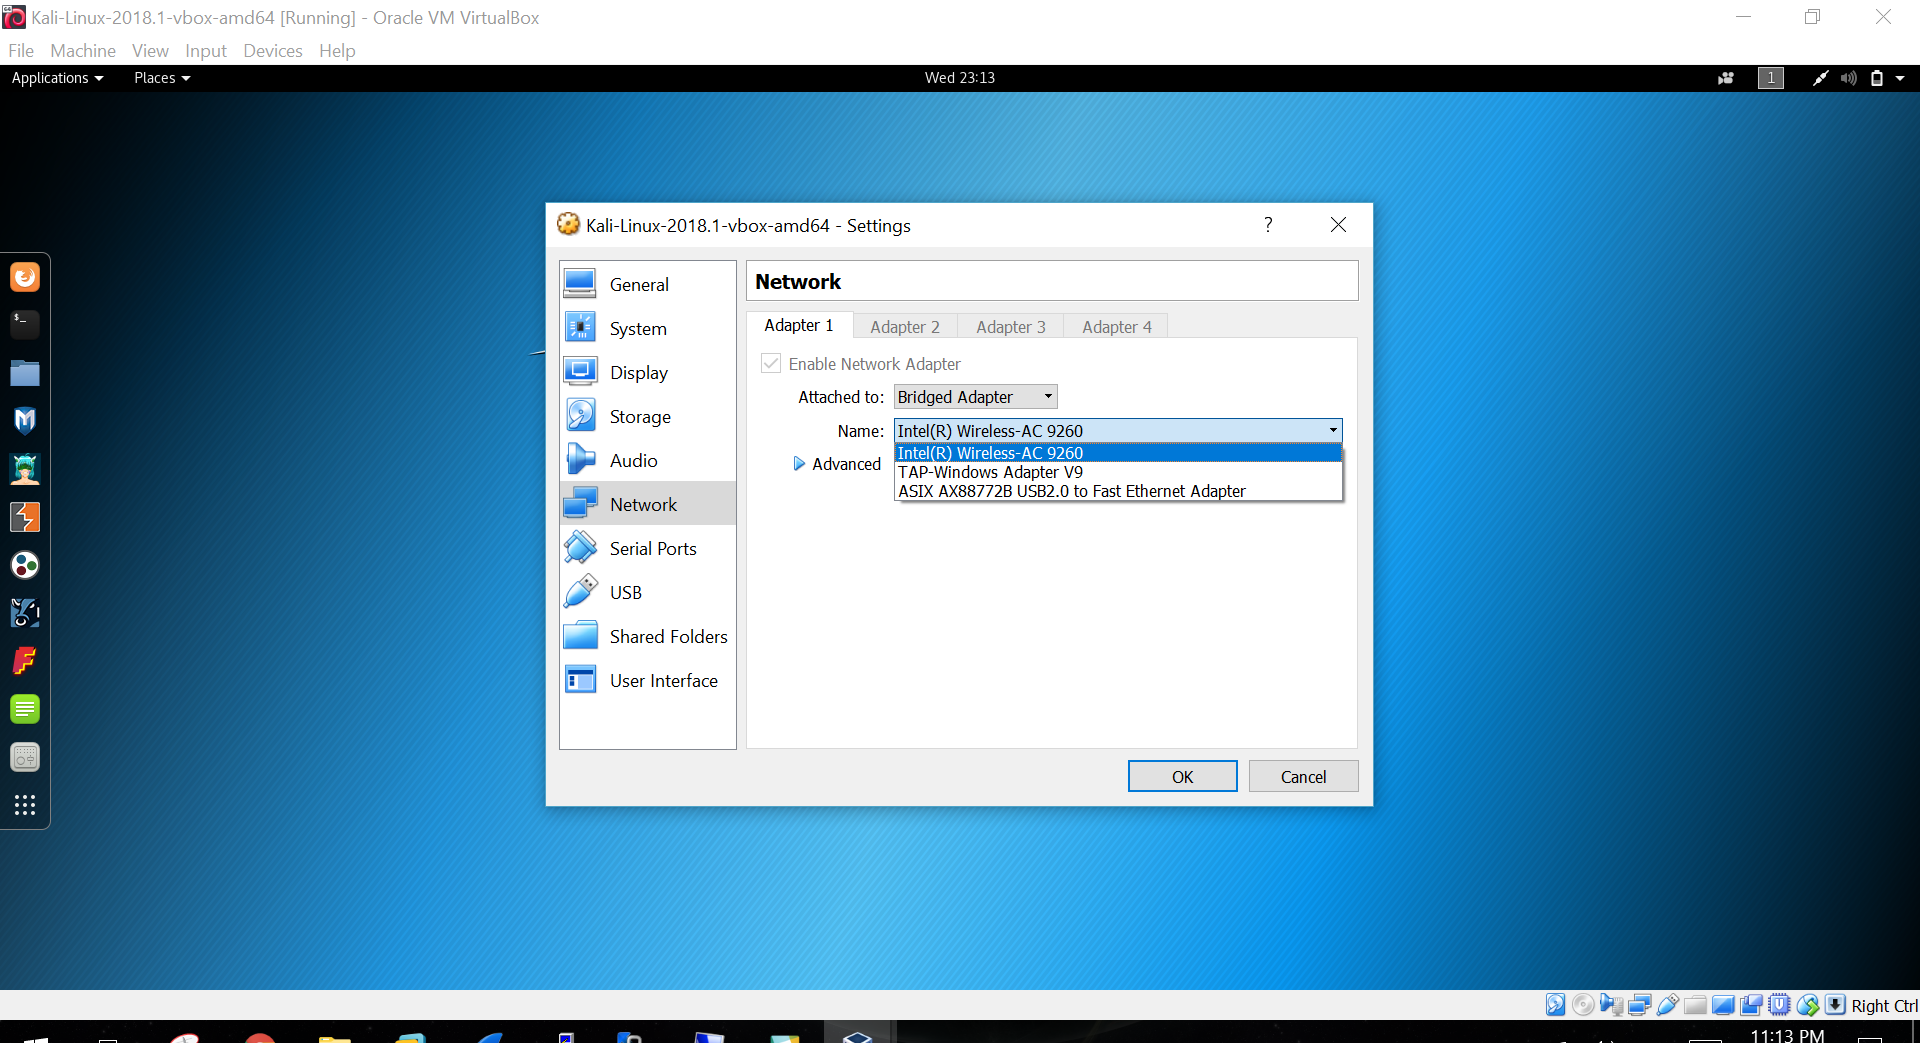 Kali-Linux-2018.1-vbox-amd64 [Running] - Oracle VM VirtualBox
File Machine View Input Devices Help
Applications Places Wed 23:13 1
Kali-Linux-2018.1-vbox-amd64 - Settings ?
General
System
Display
Storage
Audio
Network
Serial Ports
USB
Shared Folders
User Interface
Network
Adapter 1 Adapter 2 Adapter 3 Adapter 4
Enable Network Adapter
Attached to: Bridged Adapter
Name: Intel(R) Wireless-AC 9260
Intel(R) Wireless-AC 9260
Advanced
TAP-Windows Adapter V9
ASIX AX88772B USB2.0 to Fast Ethernet Adapter
OK Cancel
Right Ctrl
11:13 PM